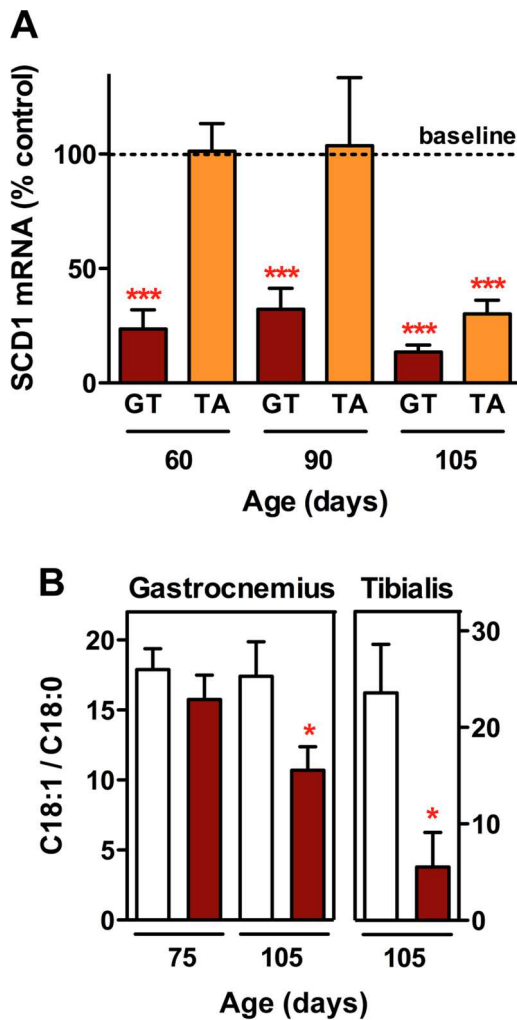 A
SCD1 mRNA (% control)
100
50
0
baseline
*** *** *** ***
GT TA GT TA GT TA
60 90 105
Age (days)
B
Gastrocnemius Tibialis
C18:1 / C18:0
20
15
10
5
0
30
20
10
0
* *
75 105 105
Age (days)